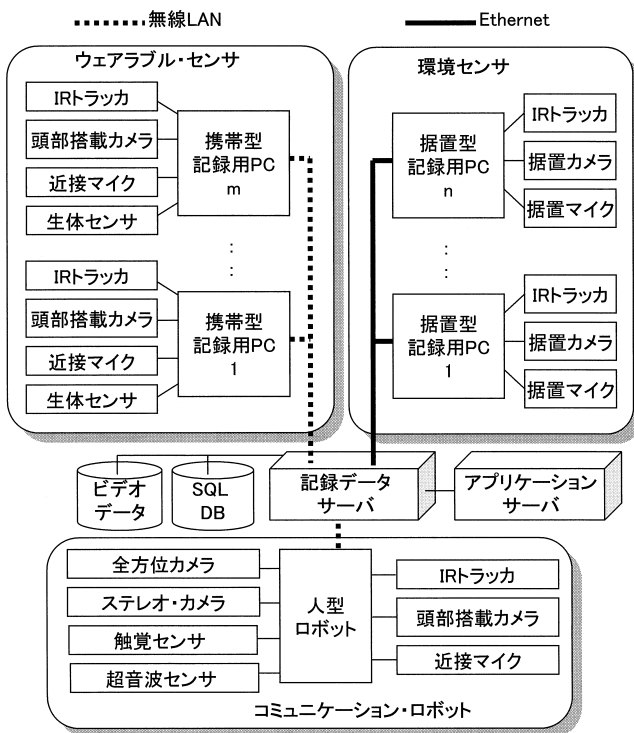 無線LAN
Ethernet
ウェアラブル・センサ
IRトラッカ
頭部搭載カメラ
近接マイク
生体センサ
携帯型
記録用PC
m
:
:
IRトラッカ
頭部搭載カメラ
近接マイク
生体センサ
携帯型
記録用PC
1
環境センサ
据置型
記録用PC
n
IRトラッカ
据置カメラ
据置マイク
:
:
据置型
記録用PC
1
IRトラッカ
据置カメラ
据置マイク
ビデオ
データ
SQL
DB
記録データ
サーバ
アプリケーション
サーバ
全方位カメラ
ステレオ・カメラ
触覚センサ
超音波センサ
人型
ロボット
IRトラッカ
頭部搭載カメラ
近接マイク
コミュニケーション・ロボット